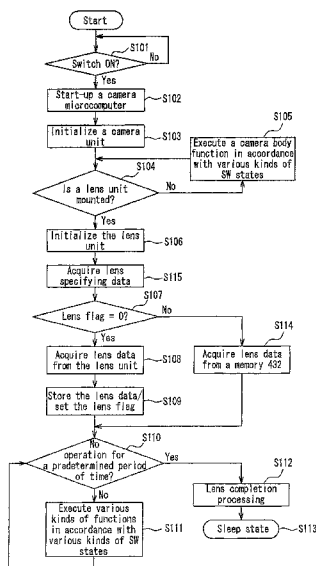 Start
S101
Switch ON?
No
Yes
Start-up a camera
microcomputer
S102
Initialize a camera
unit
S103
S105
Execute a camera body
function in accordance
with various kinds of
SW states
S104
Is a lens unit
mounted?
No
Yes
Initialize the lens
unit
S106
Acquire lens
specifying data
S115
S107
Lens flag = 0?
No
Yes
Acquire lens data
from the lens unit
S108
S114
Acquire lens data
from a memory 432
Store the lens data/
set the lens flag
S109
S110
No
operation for a
predetermined period
of time?
Yes
No
S112
Lens completion
processing
Execute various
kinds of functions in
accordance with
various kinds of SW
states
S111
Sleep state
S113